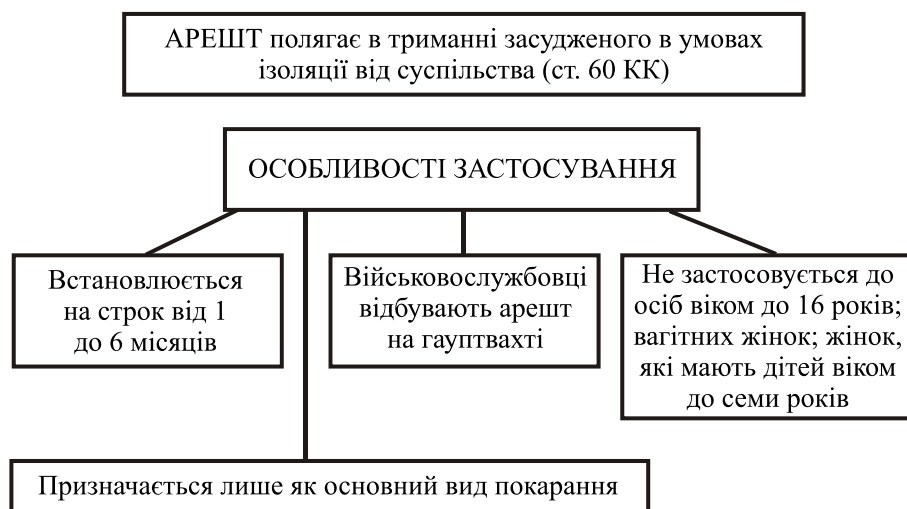 АРЕШТ полягає в триманні засудженого в умовах
ізоляції від суспільства (ст. 60 КК)
ОСОБЛИВОСТІ ЗАСТОСУВАННЯ
Встановлюється
на строк від 1
до 6 місяців
Військовослужбовці
відбувають арешт
на гауптвахті
Не застосовується до
осіб віком до 16 років;
вагітних жінок; жінок,
які мають дітей віком
до семи років
Призначається лише як основний вид покарання